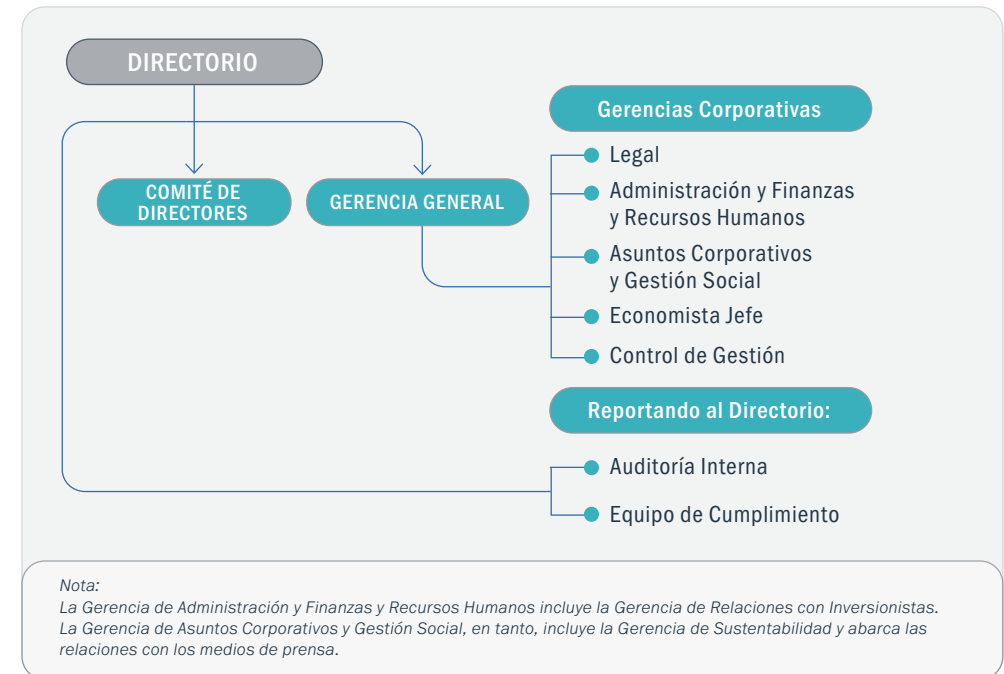 DIRECTORIO
COMITÉ DE
DIRECTORES
GERENCIA GENERAL
Gerencias Corporativas
Legal
Administración y Finanzas
y Recursos Humanos
Asuntos Corporativos
y Gestión Social
Economista Jefe
Control de Gestión
Reportando al Directorio:
Auditoría Interna
Equipo de Cumplimiento
Nota:
La Gerencia de Administración y Finanzas y Recursos Humanos incluye la Gerencia de Relaciones con Inversionistas.
La Gerencia de Asuntos Corporativos y Gestión Social, en tanto, incluye la Gerencia de Sustentabilidad y abarca las
relaciones con los medios de prensa.